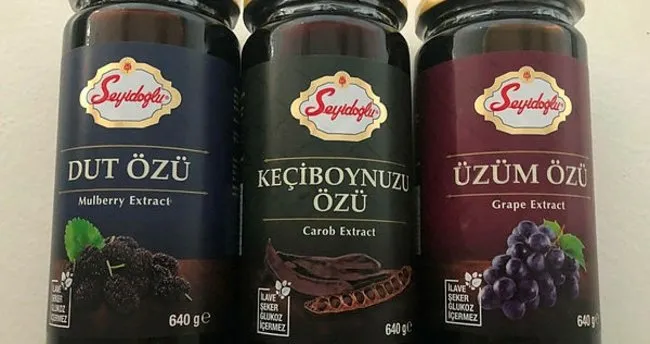 Seyidoğlu
DUT ÖZÜ
Mulberry Extract
İLAVE
ŞEKER
GLUKOZ
İÇERMEZ
640 g e
Seyidoğlu
KEÇİBOYNUZU
ÖZÜ
Carob Extract
İLAVE
ŞEKER
GLUKOZ
İÇERMEZ
640 g e
Seyidoğlu
ÜZÜM ÖZÜ
Grape Extract
İLAVE
ŞEKER
GLUKOZ
İÇERMEZ
640 g e